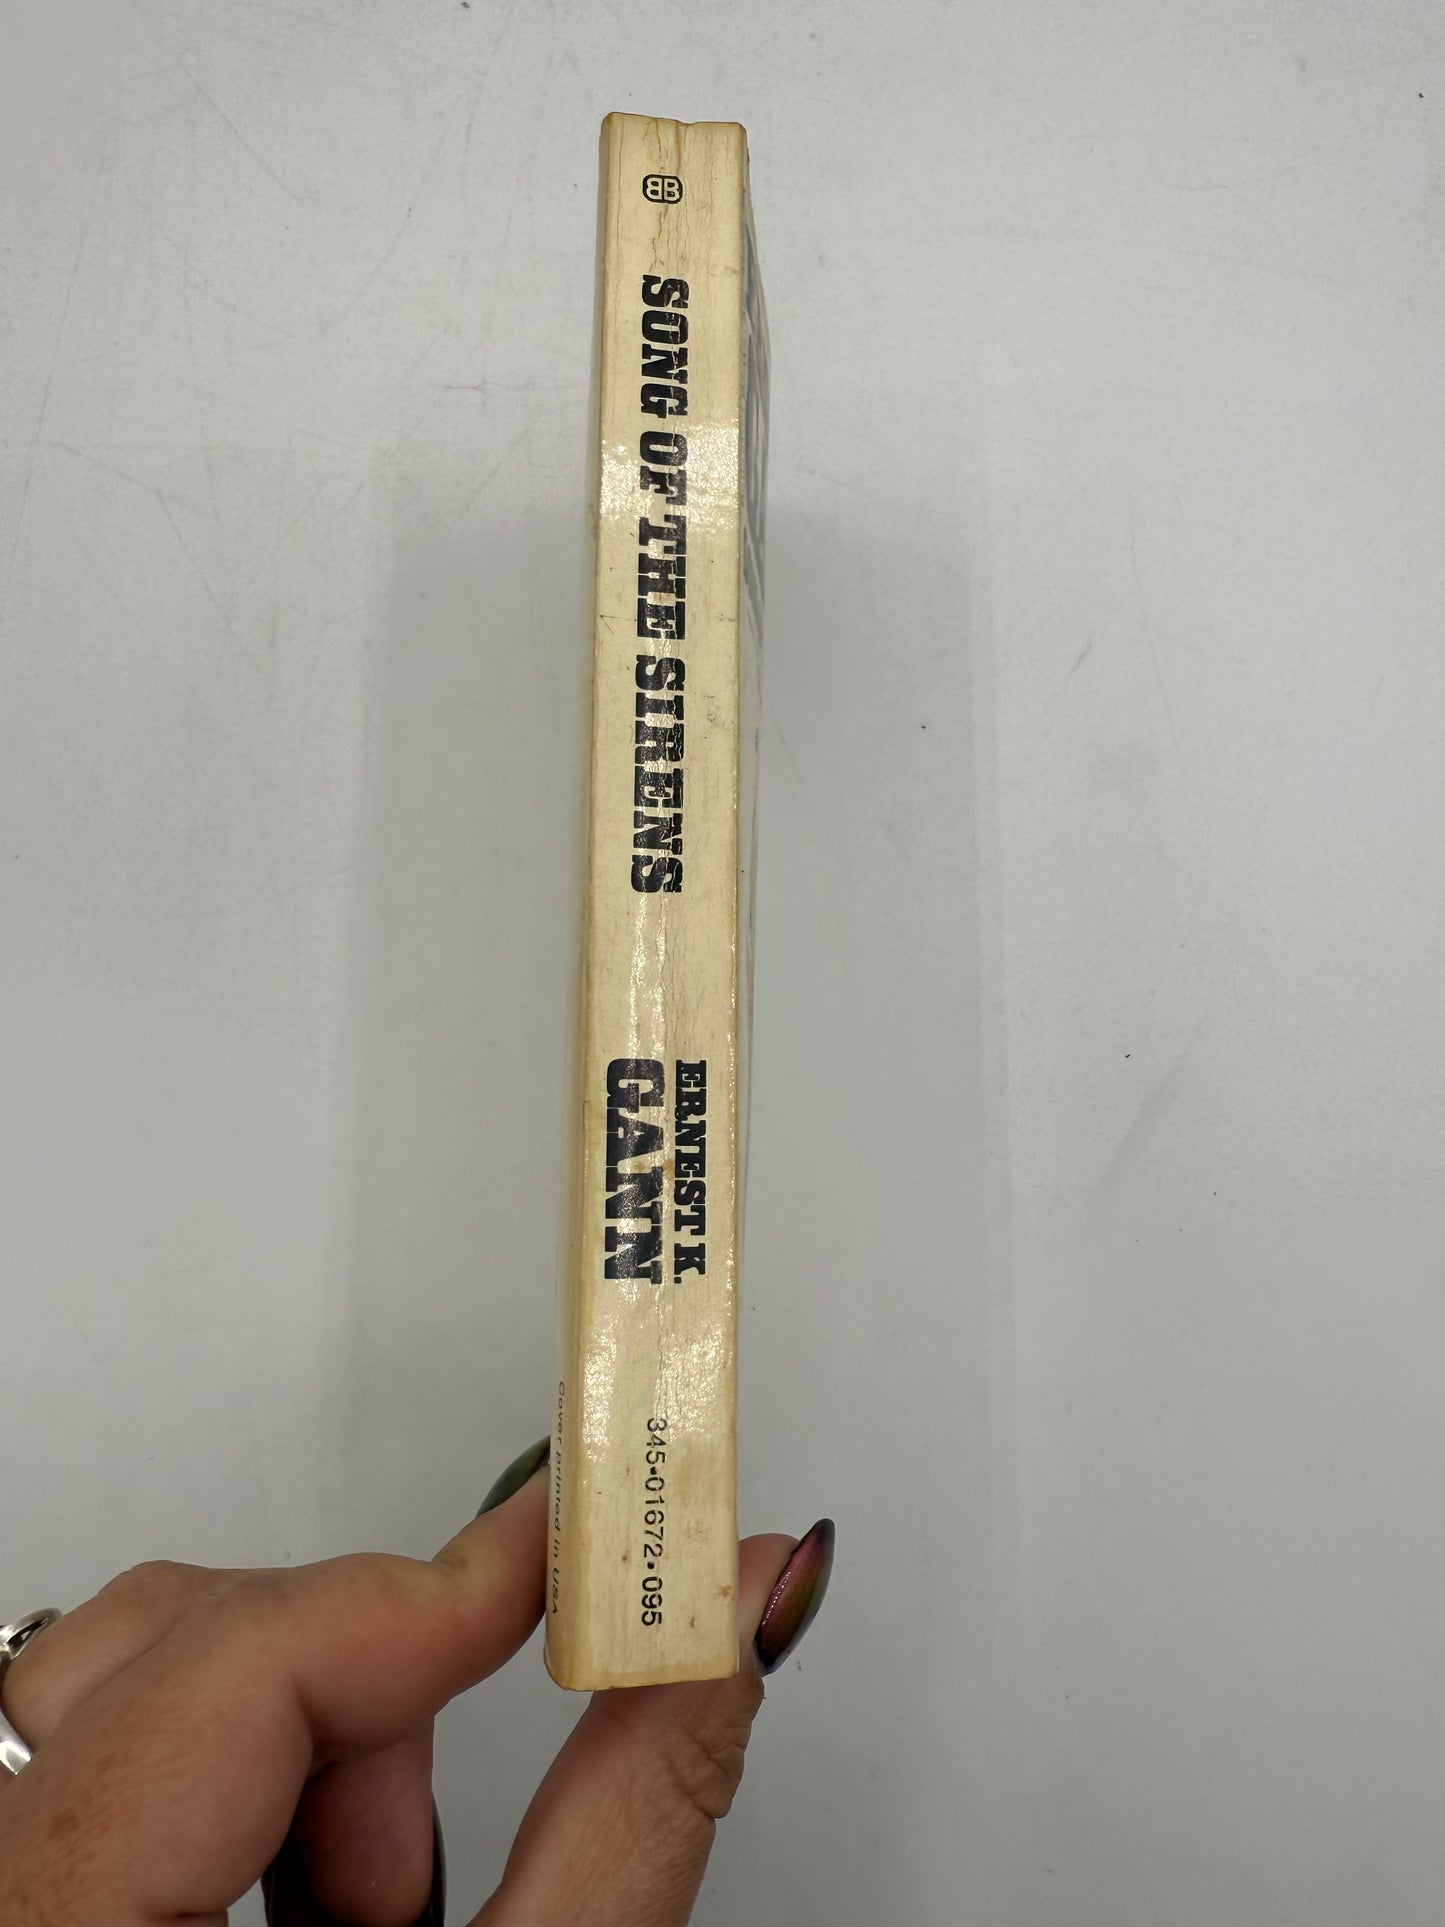 BB
SONG OF THE SIRENS
ERNEST K.
GANN
345•01672•095
Cover printed in USA